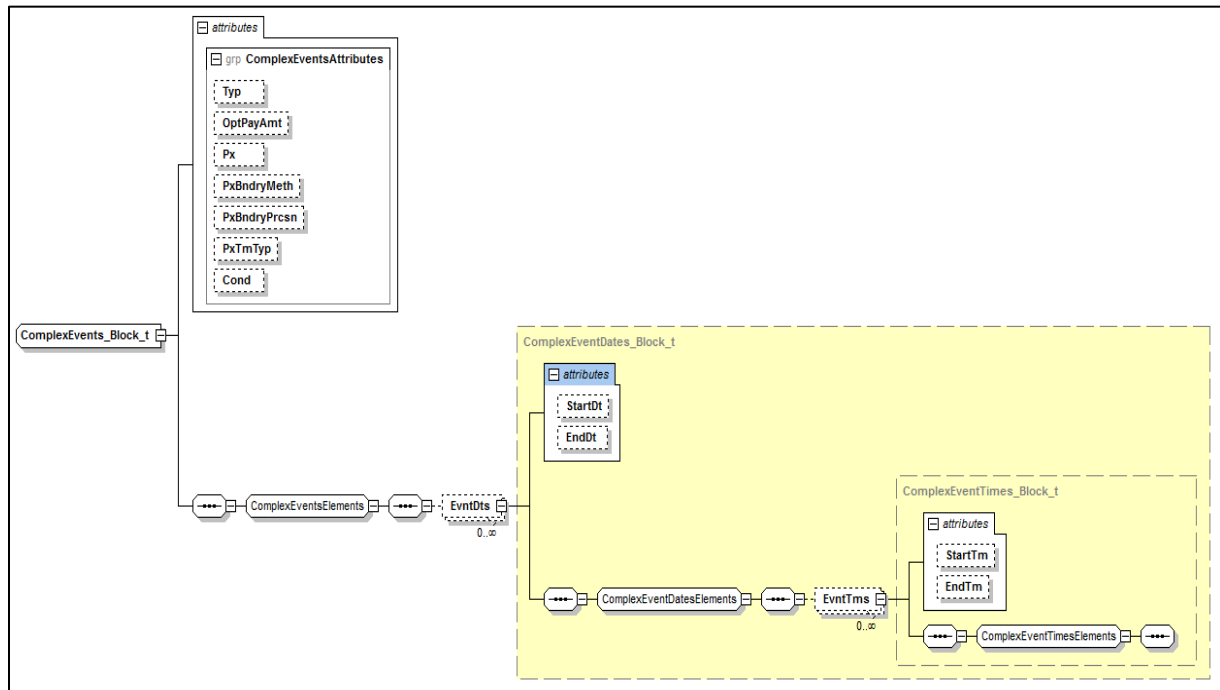 attributes
grp ComplexEventsAttributes
Typ
OptPayAmt
Px
PxBndryMeth
PxBndryPrcsn
PxTmTyp
Cond
ComplexEvents_Block_t
ComplexEventDates_Block_t
attributes
StartDt
EndDt
ComplexEventsElements
EvntDts
0..∞
ComplexEventTimes_Block_t
attributes
StartTm
EndTm
ComplexEventDatesElements
EvntTms
0..∞
ComplexEventTimesElements